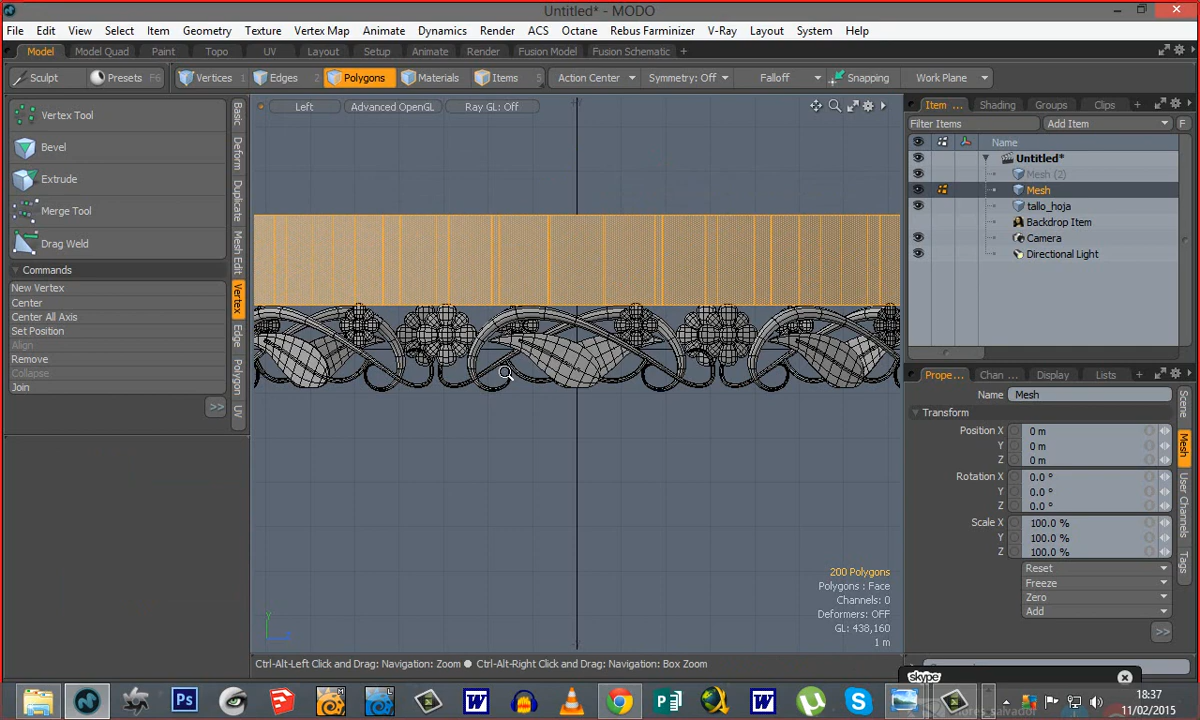 Untitled* - MODO
File Edit View Select Item Geometry Texture Vertex Map Animate Dynamics Render ACS Octane Rebus Farminizer V-Ray Layout System Help
Model Model Quad Paint Topo UV Layout Setup Animate Render Fusion Model Fusion Schematic +
Sculpt Presets F6 Vertices 1 Edges 2 Polygons Materials Items 5 Action Center Symmetry: Off Falloff Snapping Work Plane
Left Advanced OpenGL Ray GL: Off
Vertex Tool
Bevel
Extrude
Merge Tool
Drag Weld
Commands
New Vertex
Center
Center All Axis
Set Position
Align
Remove
Collapse
Join
>>
Basic
Deform
Duplicate
Mesh Edit
Vertex
Edge
Polygon
UV
Item ... Shading Groups Clips +
Filter Items Add Item F
Name
Untitled*
Mesh (2)
Mesh
tallo_hoja
Backdrop Item
Camera
Directional Light
Prope... Chan ... Display Lists +
Name Mesh
Transform
Position X 0 m
Y 0 m
Z 0 m
Rotation X 0.0 °
Y 0.0 °
Z 0.0 °
Scale X 100.0 %
Y 100.0 %
Z 100.0 %
Reset
Freeze
Zero
Add
>>
Scene
Mesh
User Channels
Tags
200 Polygons
Polygons : Face
Channels: 0
Deformers: OFF
GL: 438,160
1 m
Y
Ctrl-Alt-Left Click and Drag: Navigation: Zoom ● Ctrl-Alt-Right Click and Drag: Navigation: Box Zoom
skype
Ps
18:37
11/02/2015